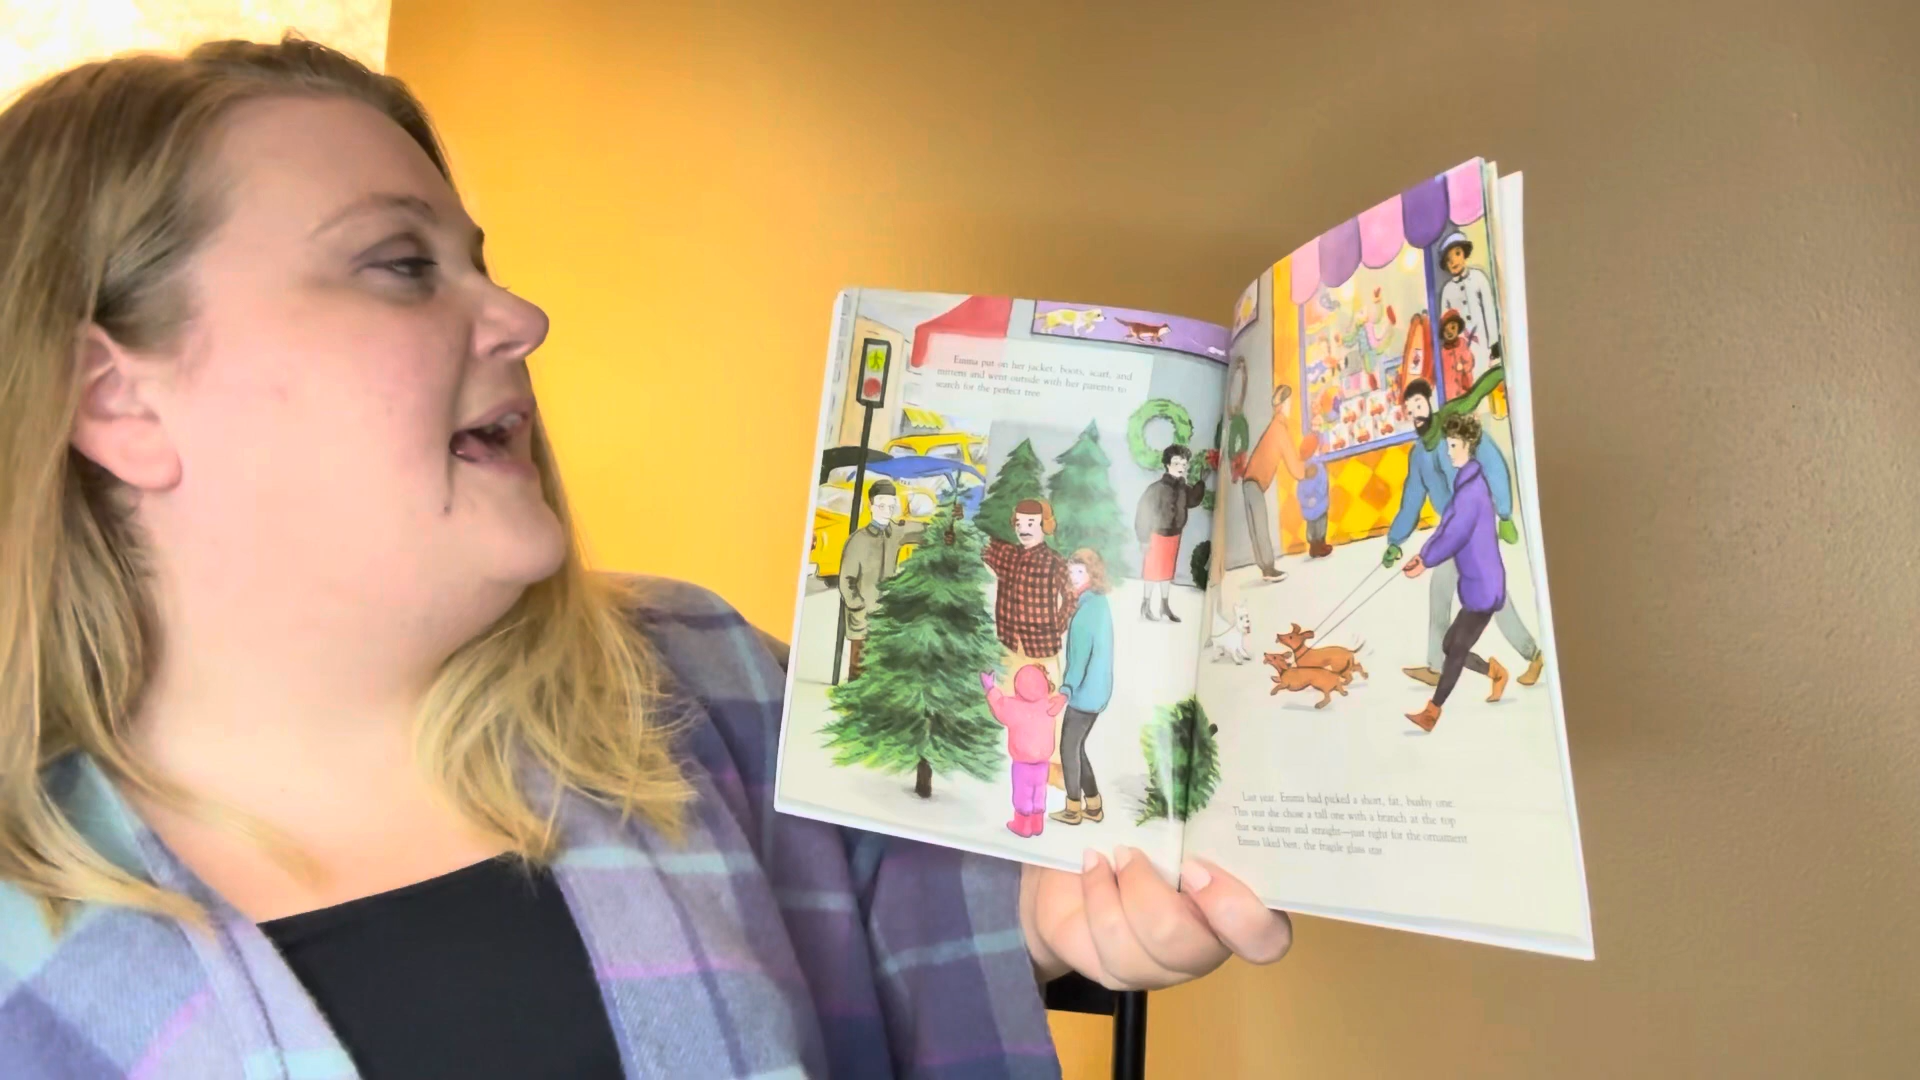 Emma put on her jacket, boots, scarf, and
mittens and went outside with her parents to
search for the perfect tree.
Last year, Emma had picked a short, fat, bushy one.
This year she chose a tall one with a branch at the top
that was skinny and straight—just right for the ornament
Emma liked best, the fragile glass star.